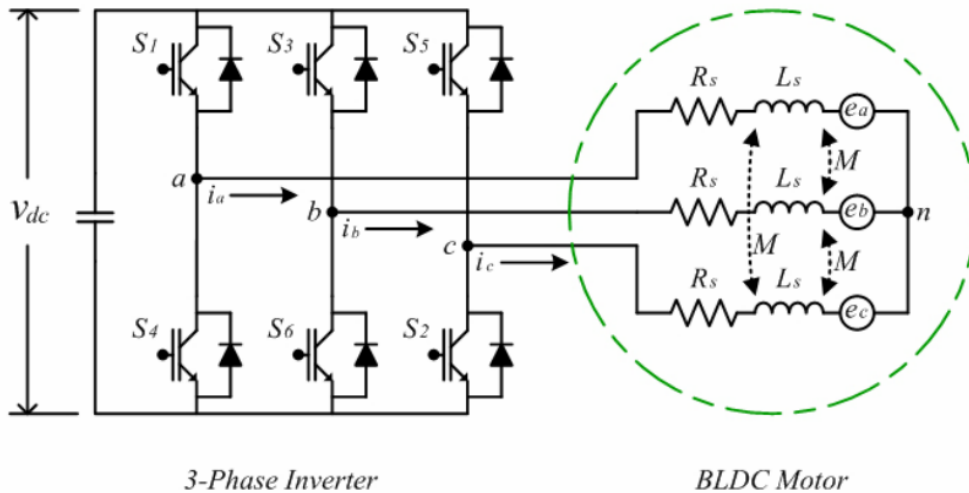 S1 S3 S5
Rs Ls ea
a ia M
vdc b ib Rs Ls eb n
c ic M M
Rs Ls ec
S4 S6 S2
3-Phase Inverter BLDC Motor